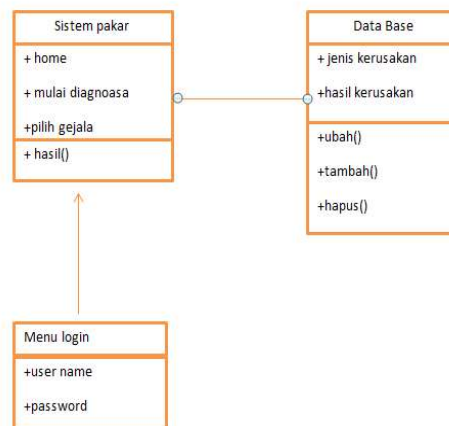 Sistem pakar
+ home
+ mulai diagnoasa
+pilih gejala
+ hasil()
Data Base
+ jenis kerusakan
+hasil kerusakan
+ubah()
+tambah()
+hapus()
Menu login
+user name
+password